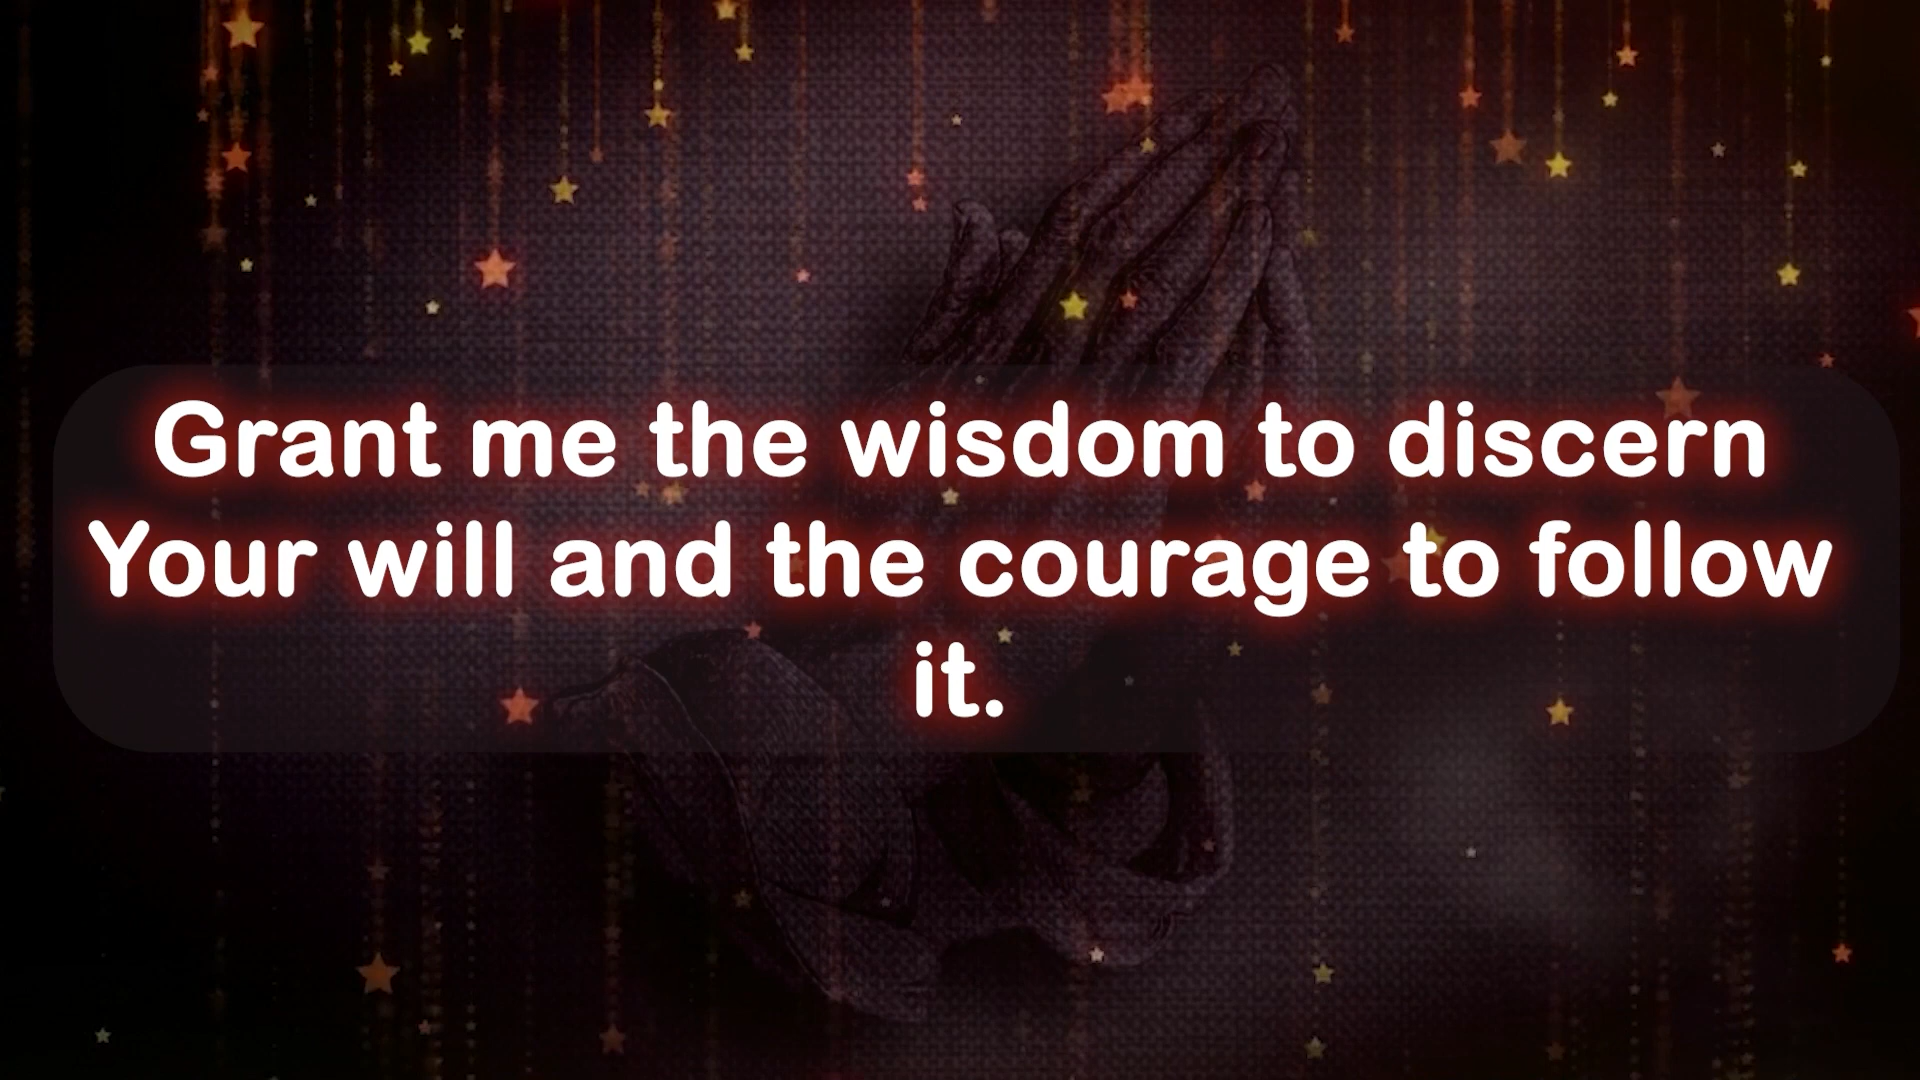 Grant me the wisdom to discern
Your will and the courage to follow
it.